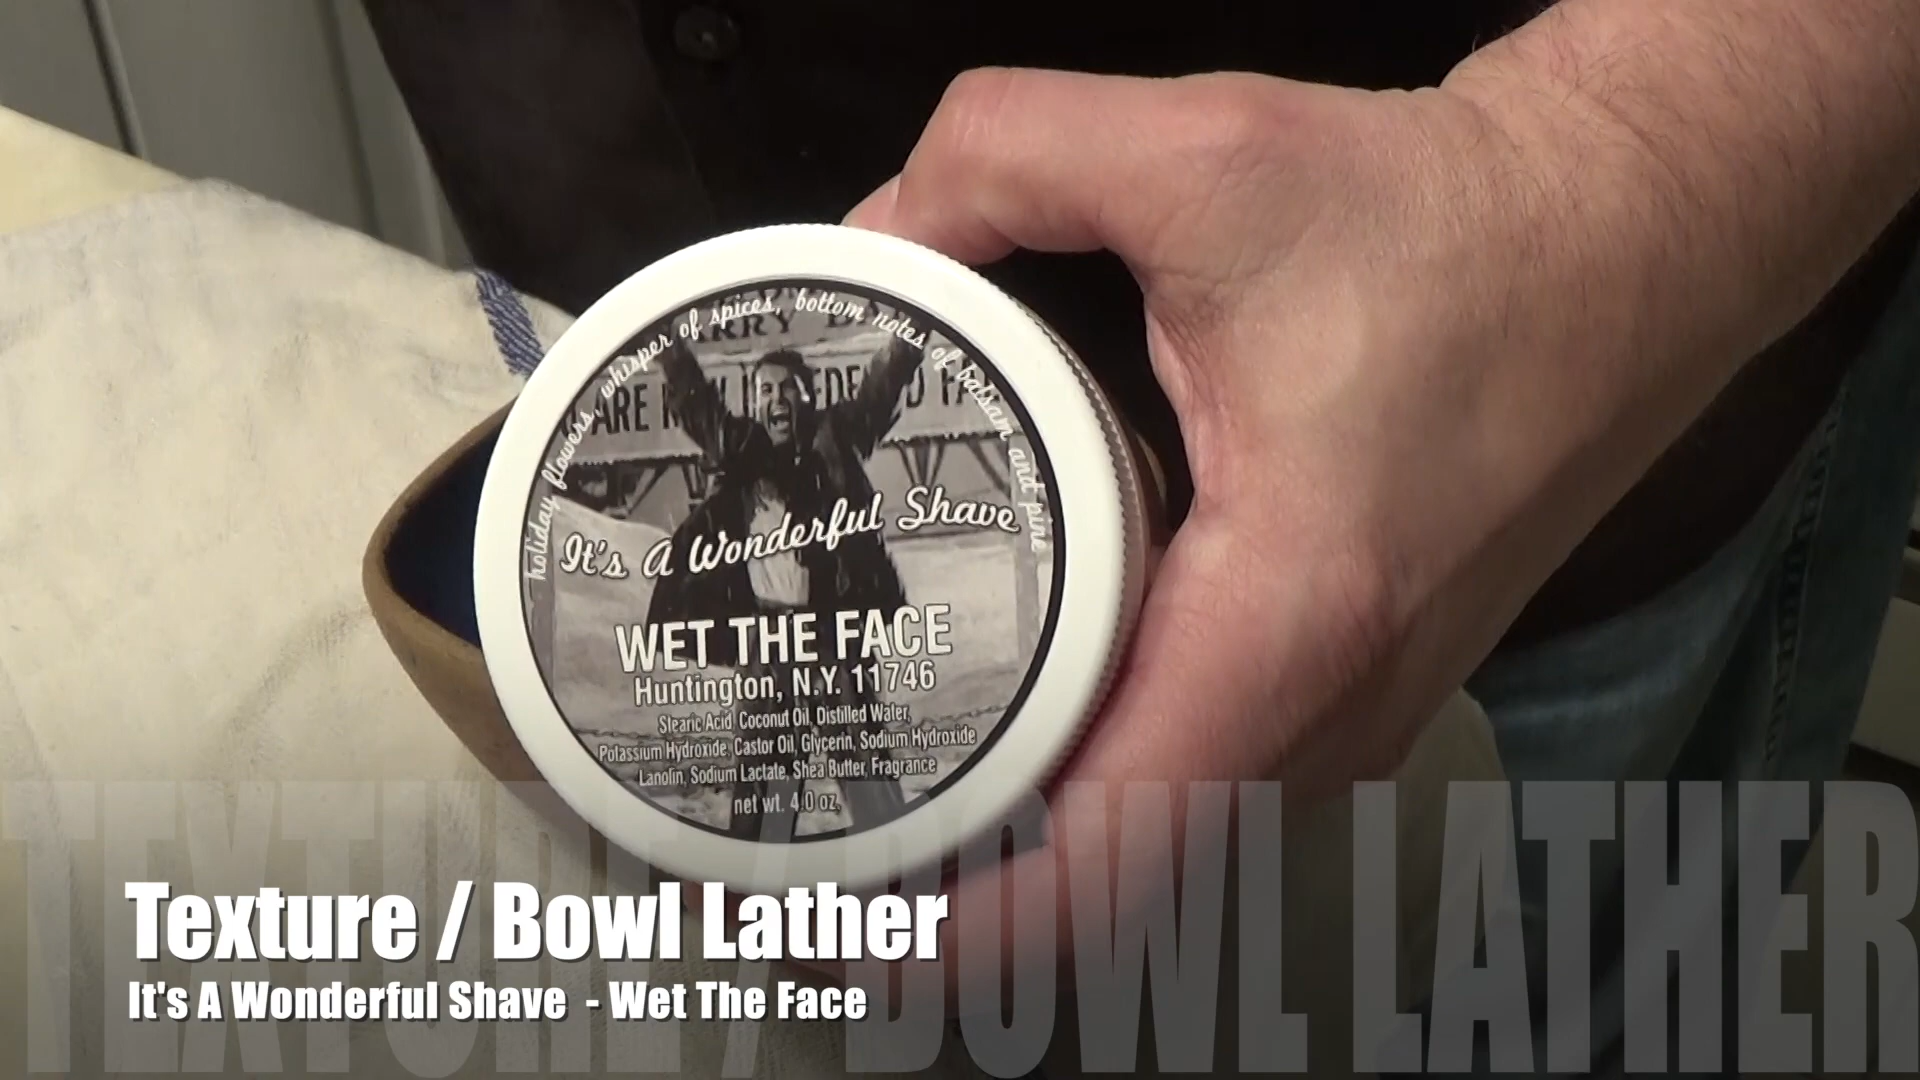 holiday flowers, whisper of spices, bottom notes of balsam and pine
It's A Wonderful Shave
WET THE FACE
Huntington, N.Y. 11746
Stearic Acid, Coconut Oil, Distilled Water,
Potassium Hydroxide, Castor Oil, Glycerin, Sodium Hydroxide
Lanolin, Sodium Lactate, Shea Butter, Fragrance
net wt. 4.0 oz.
TEXTURE / BOWL LATHER
Texture / Bowl Lather
It's A Wonderful Shave - Wet The Face